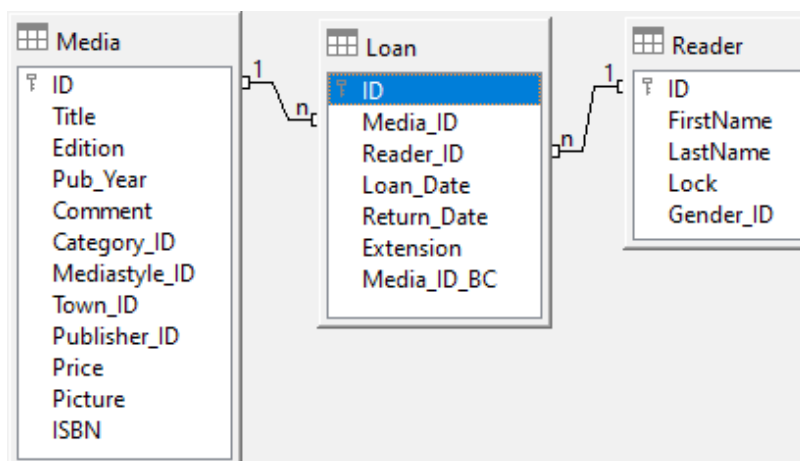 Media
ID
Title
Edition
Pub_Year
Comment
Category_ID
Mediastyle_ID
Town_ID
Publisher_ID
Price
Picture
ISBN
1
n
Loan
ID
Media_ID
Reader_ID
Loan_Date
Return_Date
Extension
Media_ID_BC
n
1
Reader
ID
FirstName
LastName
Lock
Gender_ID